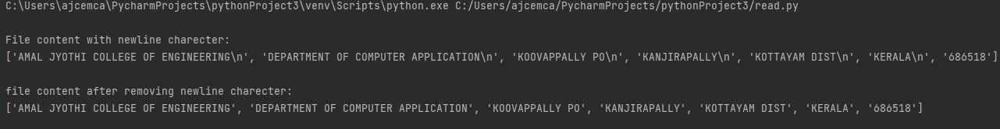 C:\Users\ajcemca\PycharmProjects\pythonProject3\venv\Scripts\python.exe C:/Users/ajcemca/PycharmProjects/pythonProject3/read.py
File content with newline charecter:
['AMAL JYOTHI COLLEGE OF ENGINEERING\n', 'DEPARTMENT OF COMPUTER APPLICATION\n', 'KOOVAPPALLY PO\n', 'KANJIRAPALLY\n', 'KOTTAYAM DIST\n', 'KERALA\n', '686518']
file content after removing newline charecter:
['AMAL JYOTHI COLLEGE OF ENGINEERING', 'DEPARTMENT OF COMPUTER APPLICATION', 'KOOVAPPALLY PO', 'KANJIRAPALLY', 'KOTTAYAM DIST', 'KERALA', '686518']